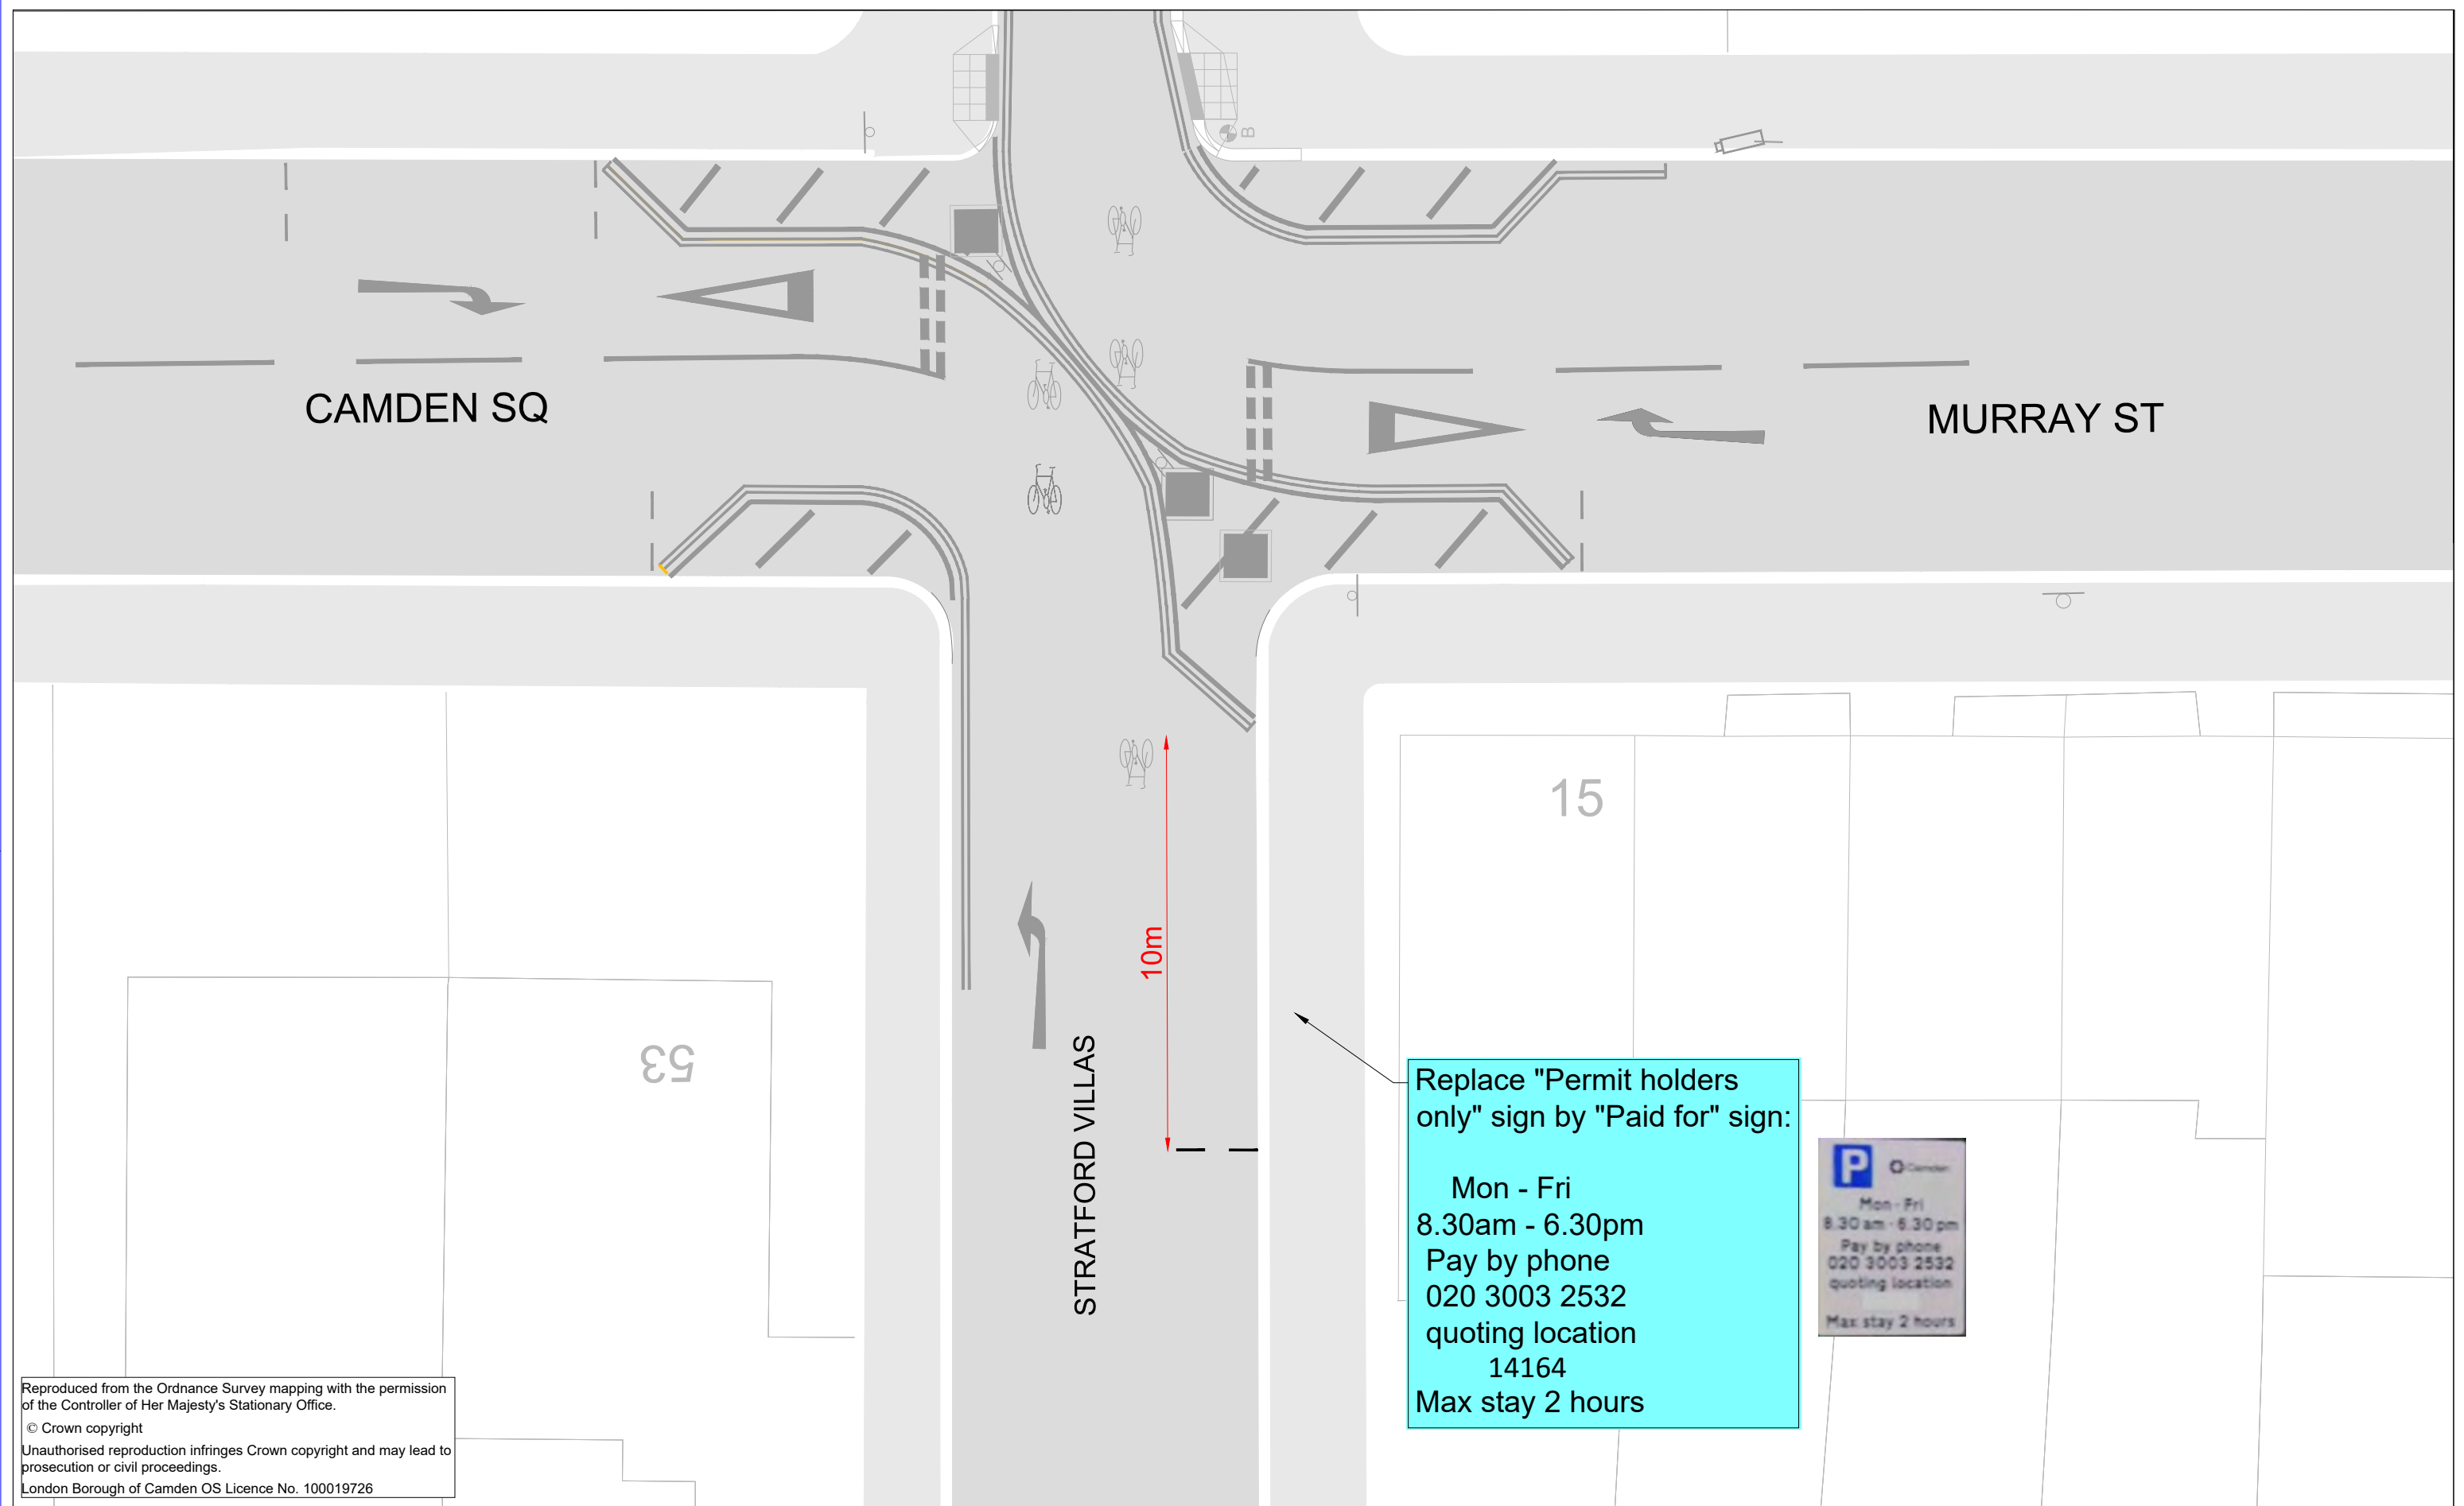 B
CAMDEN SQ
MURRAY ST
15
10m
53
STRATFORD VILLAS
Replace "Permit holders
only" sign by "Paid for" sign:
Mon - Fri
8.30am - 6.30pm
Pay by phone
020 3003 2532
quoting location
14164
Max stay 2 hours
P Camden
Mon - Fri
8.30 am - 6.30 pm
Pay by phone
020 3003 2532
quoting location
Max stay 2 hours
Reproduced from the Ordnance Survey mapping with the permission
of the Controller of Her Majesty's Stationary Office.
© Crown copyright
Unauthorised reproduction infringes Crown copyright and may lead to
prosecution or civil proceedings.
London Borough of Camden OS Licence No. 100019726